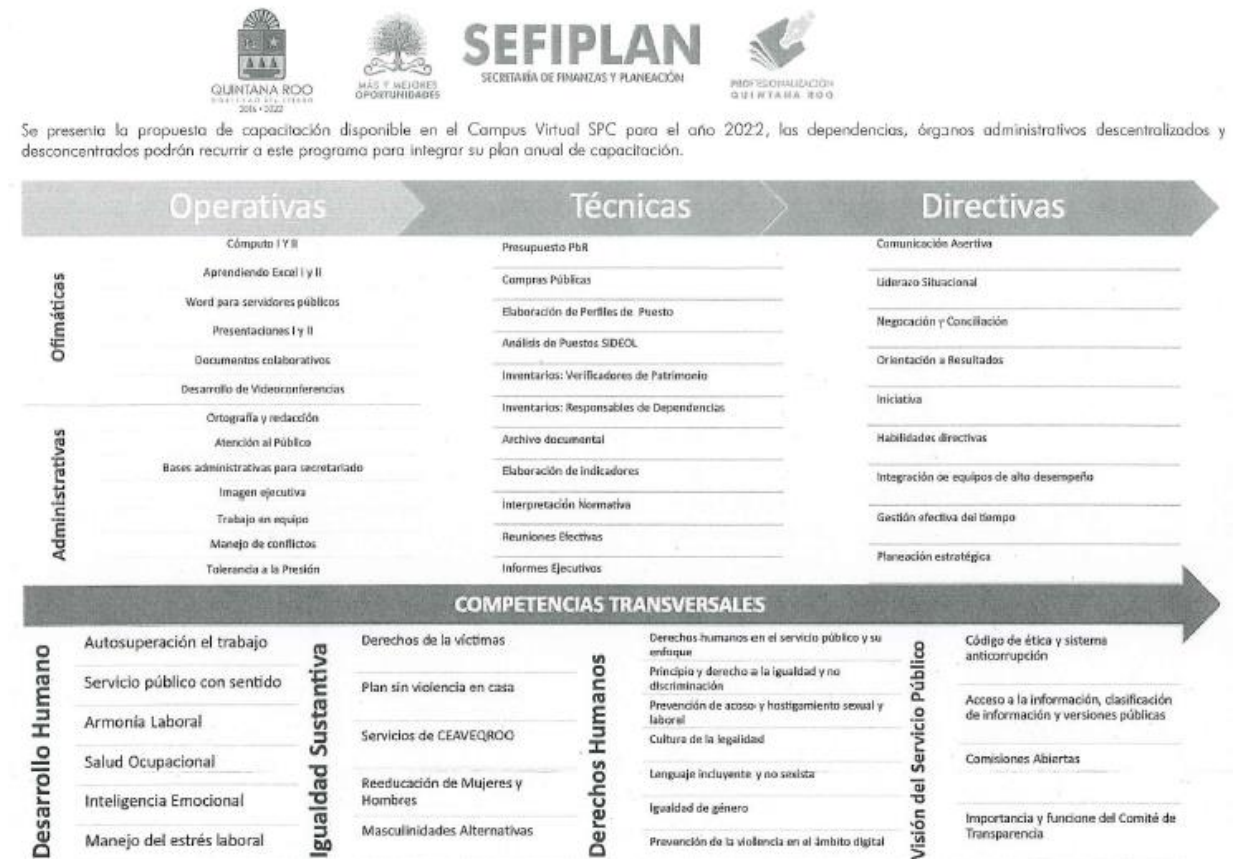 QUINTANA ROO
2016 • 2022
MÁS Y MEJORES
OPORTUNIDADES
SEFIPLAN
SECRETARÍA DE FINANZAS Y PLANEACIÓN
PROFESIONALIZACIÓN
QUINTANA ROO
Se presenta la propuesta de capacitación disponible en el Campus Virtual SPC para el año 2022, las dependencias, órganos administrativos descentralizados y
desconcentrados podrán recurrir a este programa para integrar su plan anual de capacitación.
Operativas
Técnicas
Directivas
Ofimáticas
Cómputo I Y II
Aprendiendo Excel I y II
Word para servidores públicos
Presentaciones I y II
Documentos colaborativos
Desarrollo de Videoconferencias
Administrativas
Ortografía y redacción
Atención al Público
Bases administrativas para secretariado
Imagen ejecutiva
Trabajo en equipo
Manejo de conflictos
Tolerancia a la Presión
Presupuesto PbR
Compras Públicas
Elaboración de Perfiles de Puesto
Análisis de Puestos SIDEOL
Inventarios: Verificadores de Patrimonio
Inventarios: Responsables de Dependencias
Archivo documental
Elaboración de indicadores
Interpretación Normativa
Reuniones Efectivas
Informes Ejecutivos
Comunicación Asertiva
Liderazo Situacional
Negocación y Conciliación
Orientación a Resultados
Iniciativa
Habilidades directivas
Integración de equipos de alto desempeño
Gestión efectiva del tiempo
Planeación estratégica
COMPETENCIAS TRANSVERSALES
Desarrollo Humano
Autosuperación el trabajo
Servicio público con sentido
Armonía Laboral
Salud Ocupacional
Inteligencia Emocional
Manejo del estrés laboral
Igualdad Sustantiva
Derechos de la víctimas
Plan sin violencia en casa
Servicios de CEAVEQROO
Reeducación de Mujeres y
Hombres
Masculinidades Alternativas
Derechos Humanos
Derechos humanos en el servicio público y su
enfoque
Principio y derecho a la igualdad y no
discriminación
Prevención de acoso y hostigamiento sexual y
laboral
Cultura de la legalidad
Lenguaje incluyente y no sexista
Igualdad de género
Prevención de la violencia en el ámbito digital
Visión del Servicio Público
Código de ética y sistema
anticorrupción
Acceso a la información, clasificación
de información y versiones públicas
Comisiones Abiertas
Importancia y funcione del Comité de
Transparencia